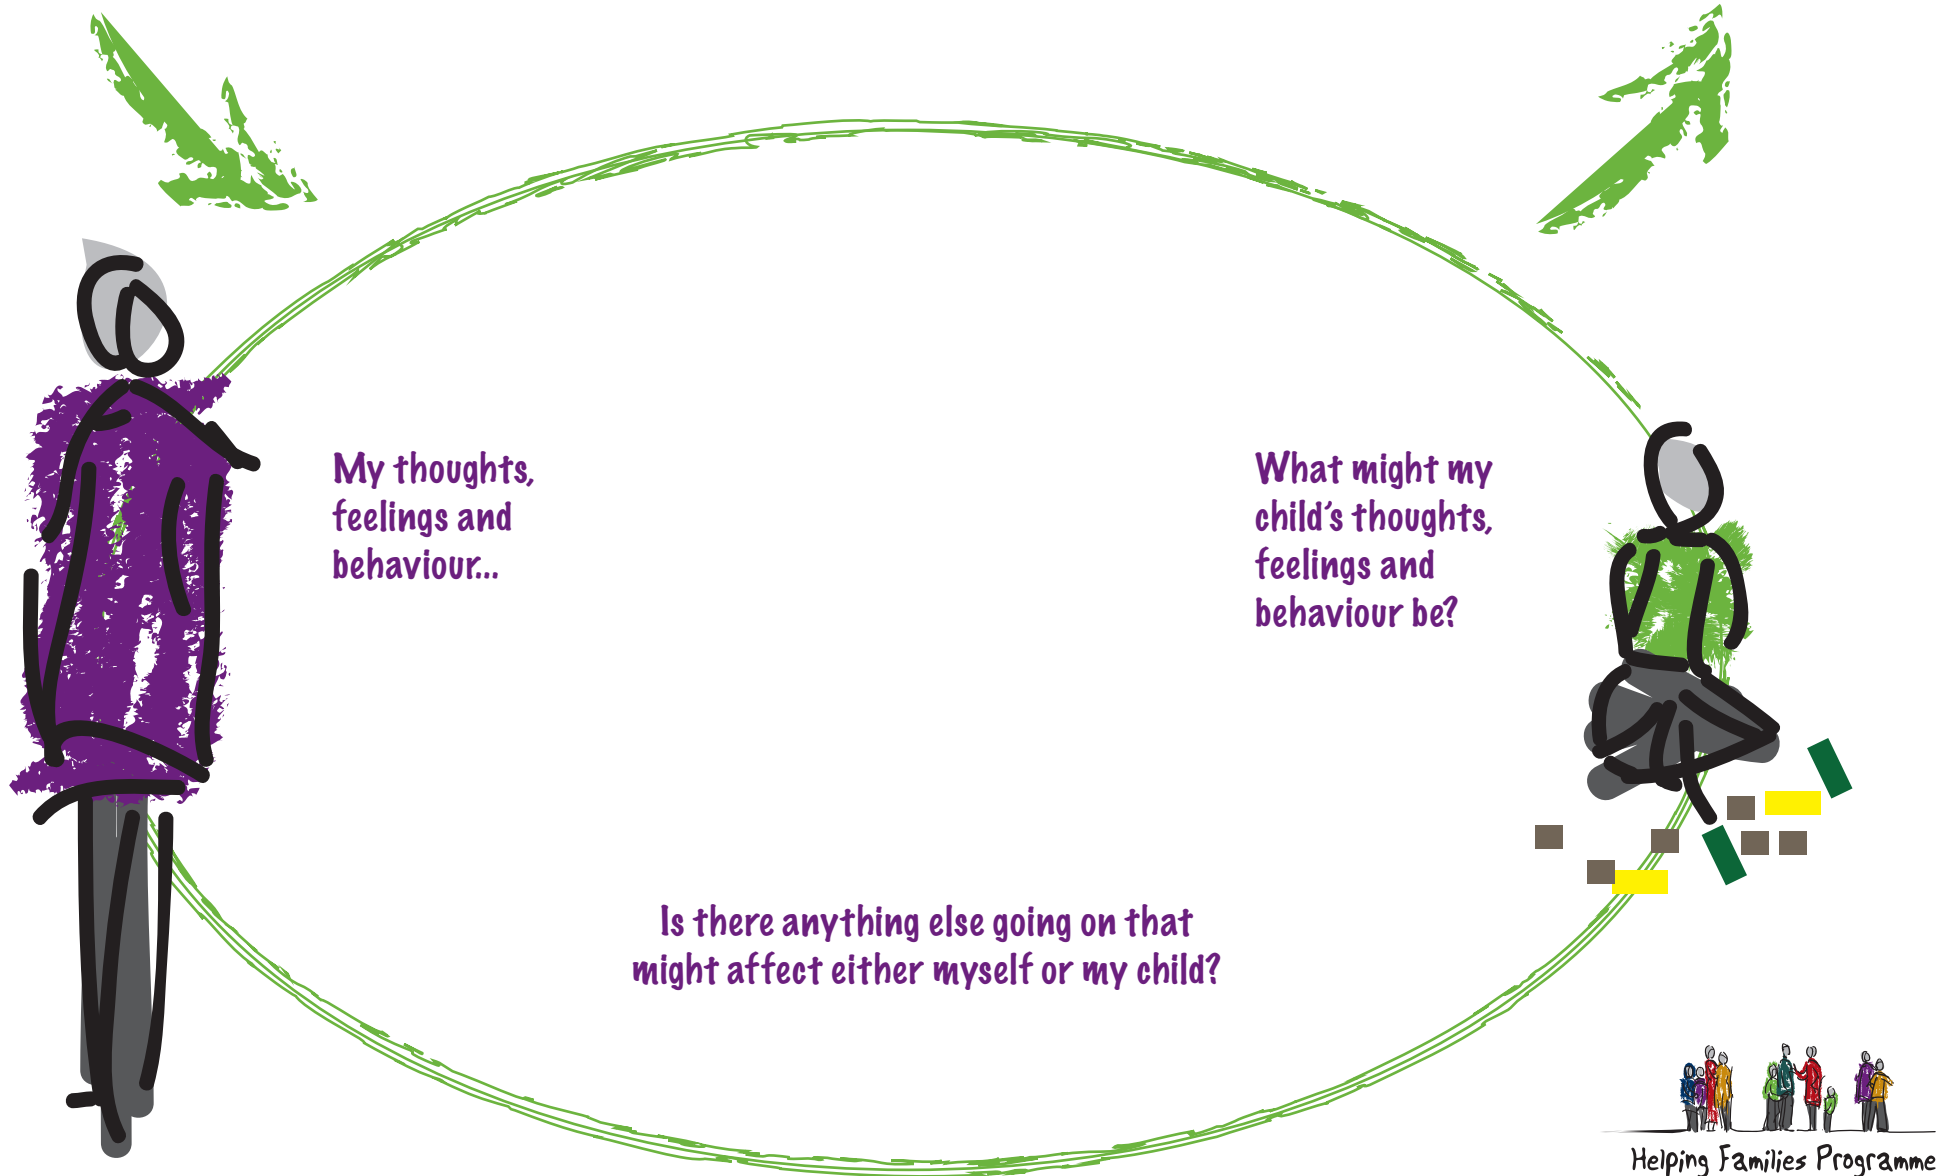 My thoughts,
feelings and
behaviour...
What might my
child's thoughts,
feelings and
behaviour be?
Is there anything else going on that
might affect either myself or my child?
Helping Families Programme